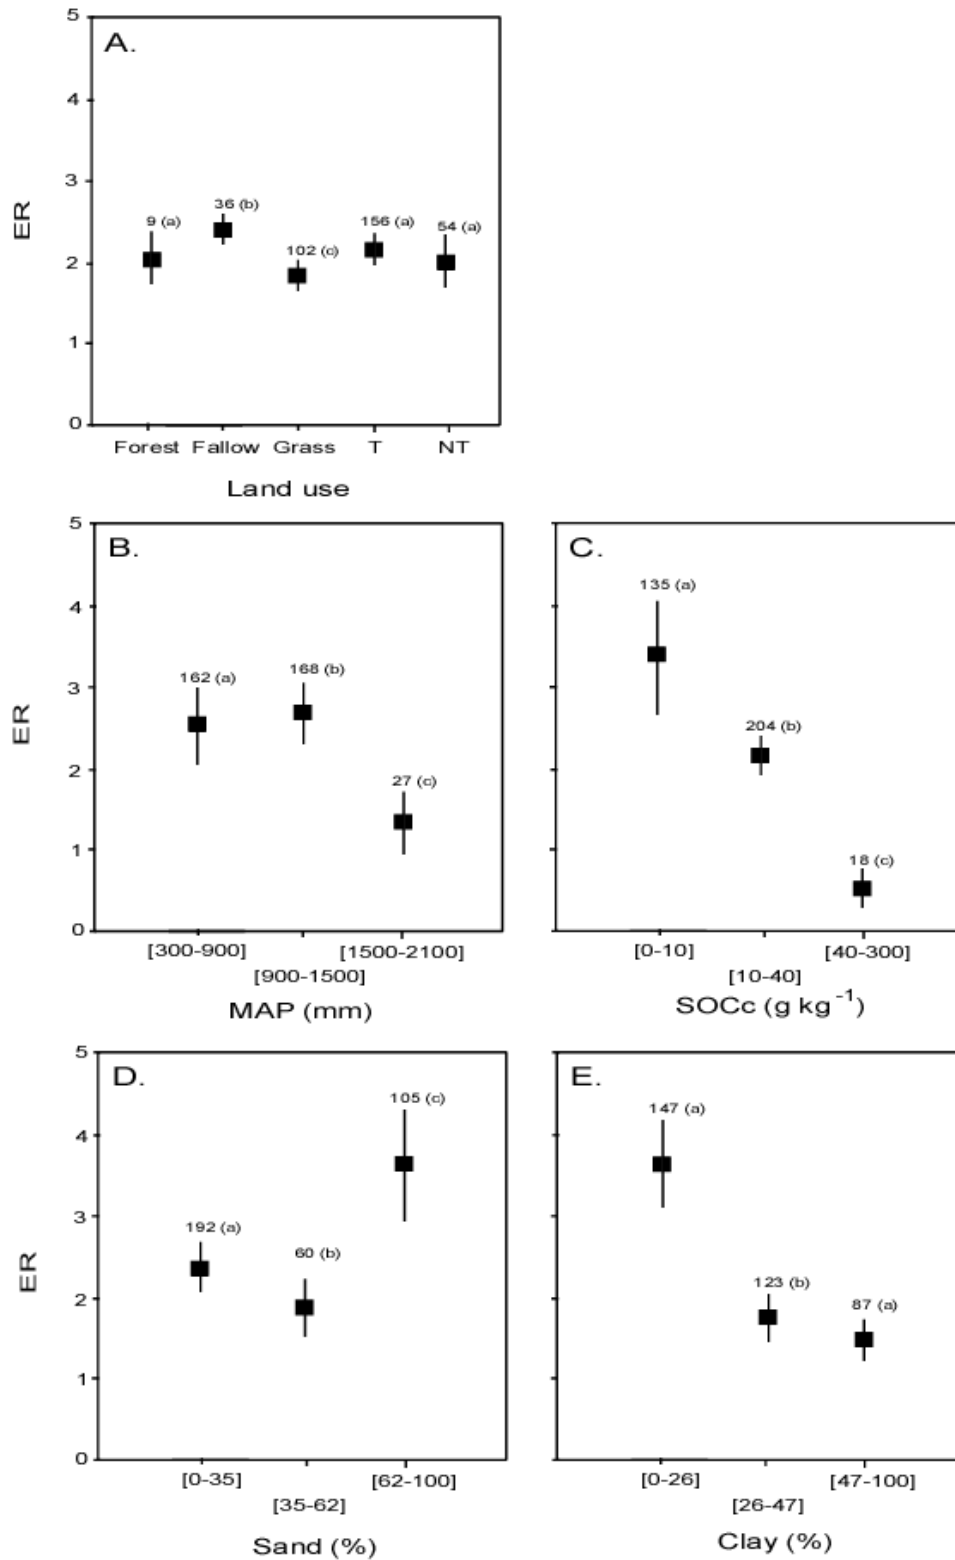 A.
5
4
3
2
1
0
ER
9 (a)
36 (b)
102 (c)
156 (a)
54 (a)
Forest Fallow Grass T NT
Land use
B.
5
4
3
2
1
0
ER
162 (a)
168 (b)
27 (c)
[300-900] [1500-2100]
[900-1500]
MAP (mm)
C.
135 (a)
204 (b)
18 (c)
[0-10] [40-300]
[10-40]
SOCc (g kg⁻¹)
D.
5
4
3
2
1
0
ER
192 (a)
60 (b)
105 (c)
[0-35] [62-100]
[35-62]
Sand (%)
E.
147 (a)
123 (b)
87 (a)
[0-26] [47-100]
[26-47]
Clay (%)